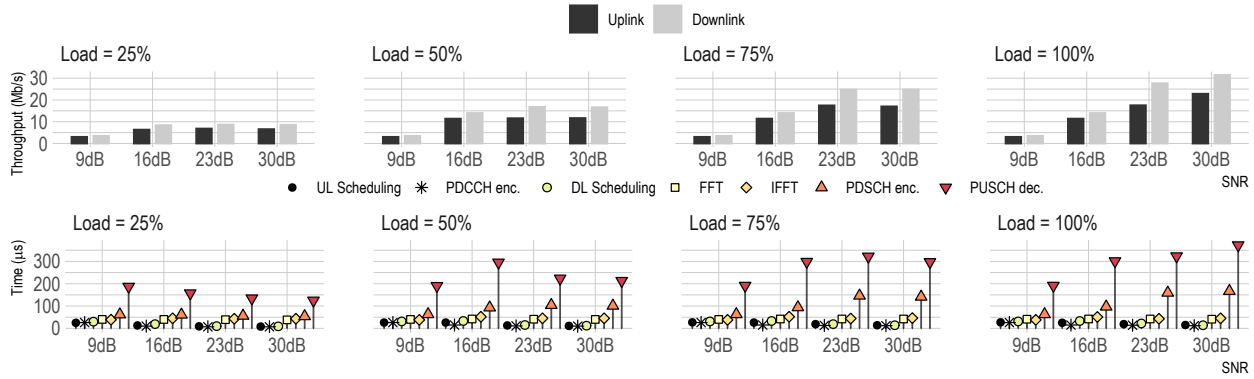 Uplink Downlink
Load = 25% Load = 50% Load = 75% Load = 100%
Throughput (Mb/s)
30
20
10
0
9dB 16dB 23dB 30dB 9dB 16dB 23dB 30dB 9dB 16dB 23dB 30dB 9dB 16dB 23dB 30dB
SNR
UL Scheduling PDCCH enc. DL Scheduling FFT IFFT PDSCH enc. PUSCH dec.
Load = 25% Load = 50% Load = 75% Load = 100%
Time (μs)
300
200
100
0
9dB 16dB 23dB 30dB 9dB 16dB 23dB 30dB 9dB 16dB 23dB 30dB 9dB 16dB 23dB 30dB
SNR